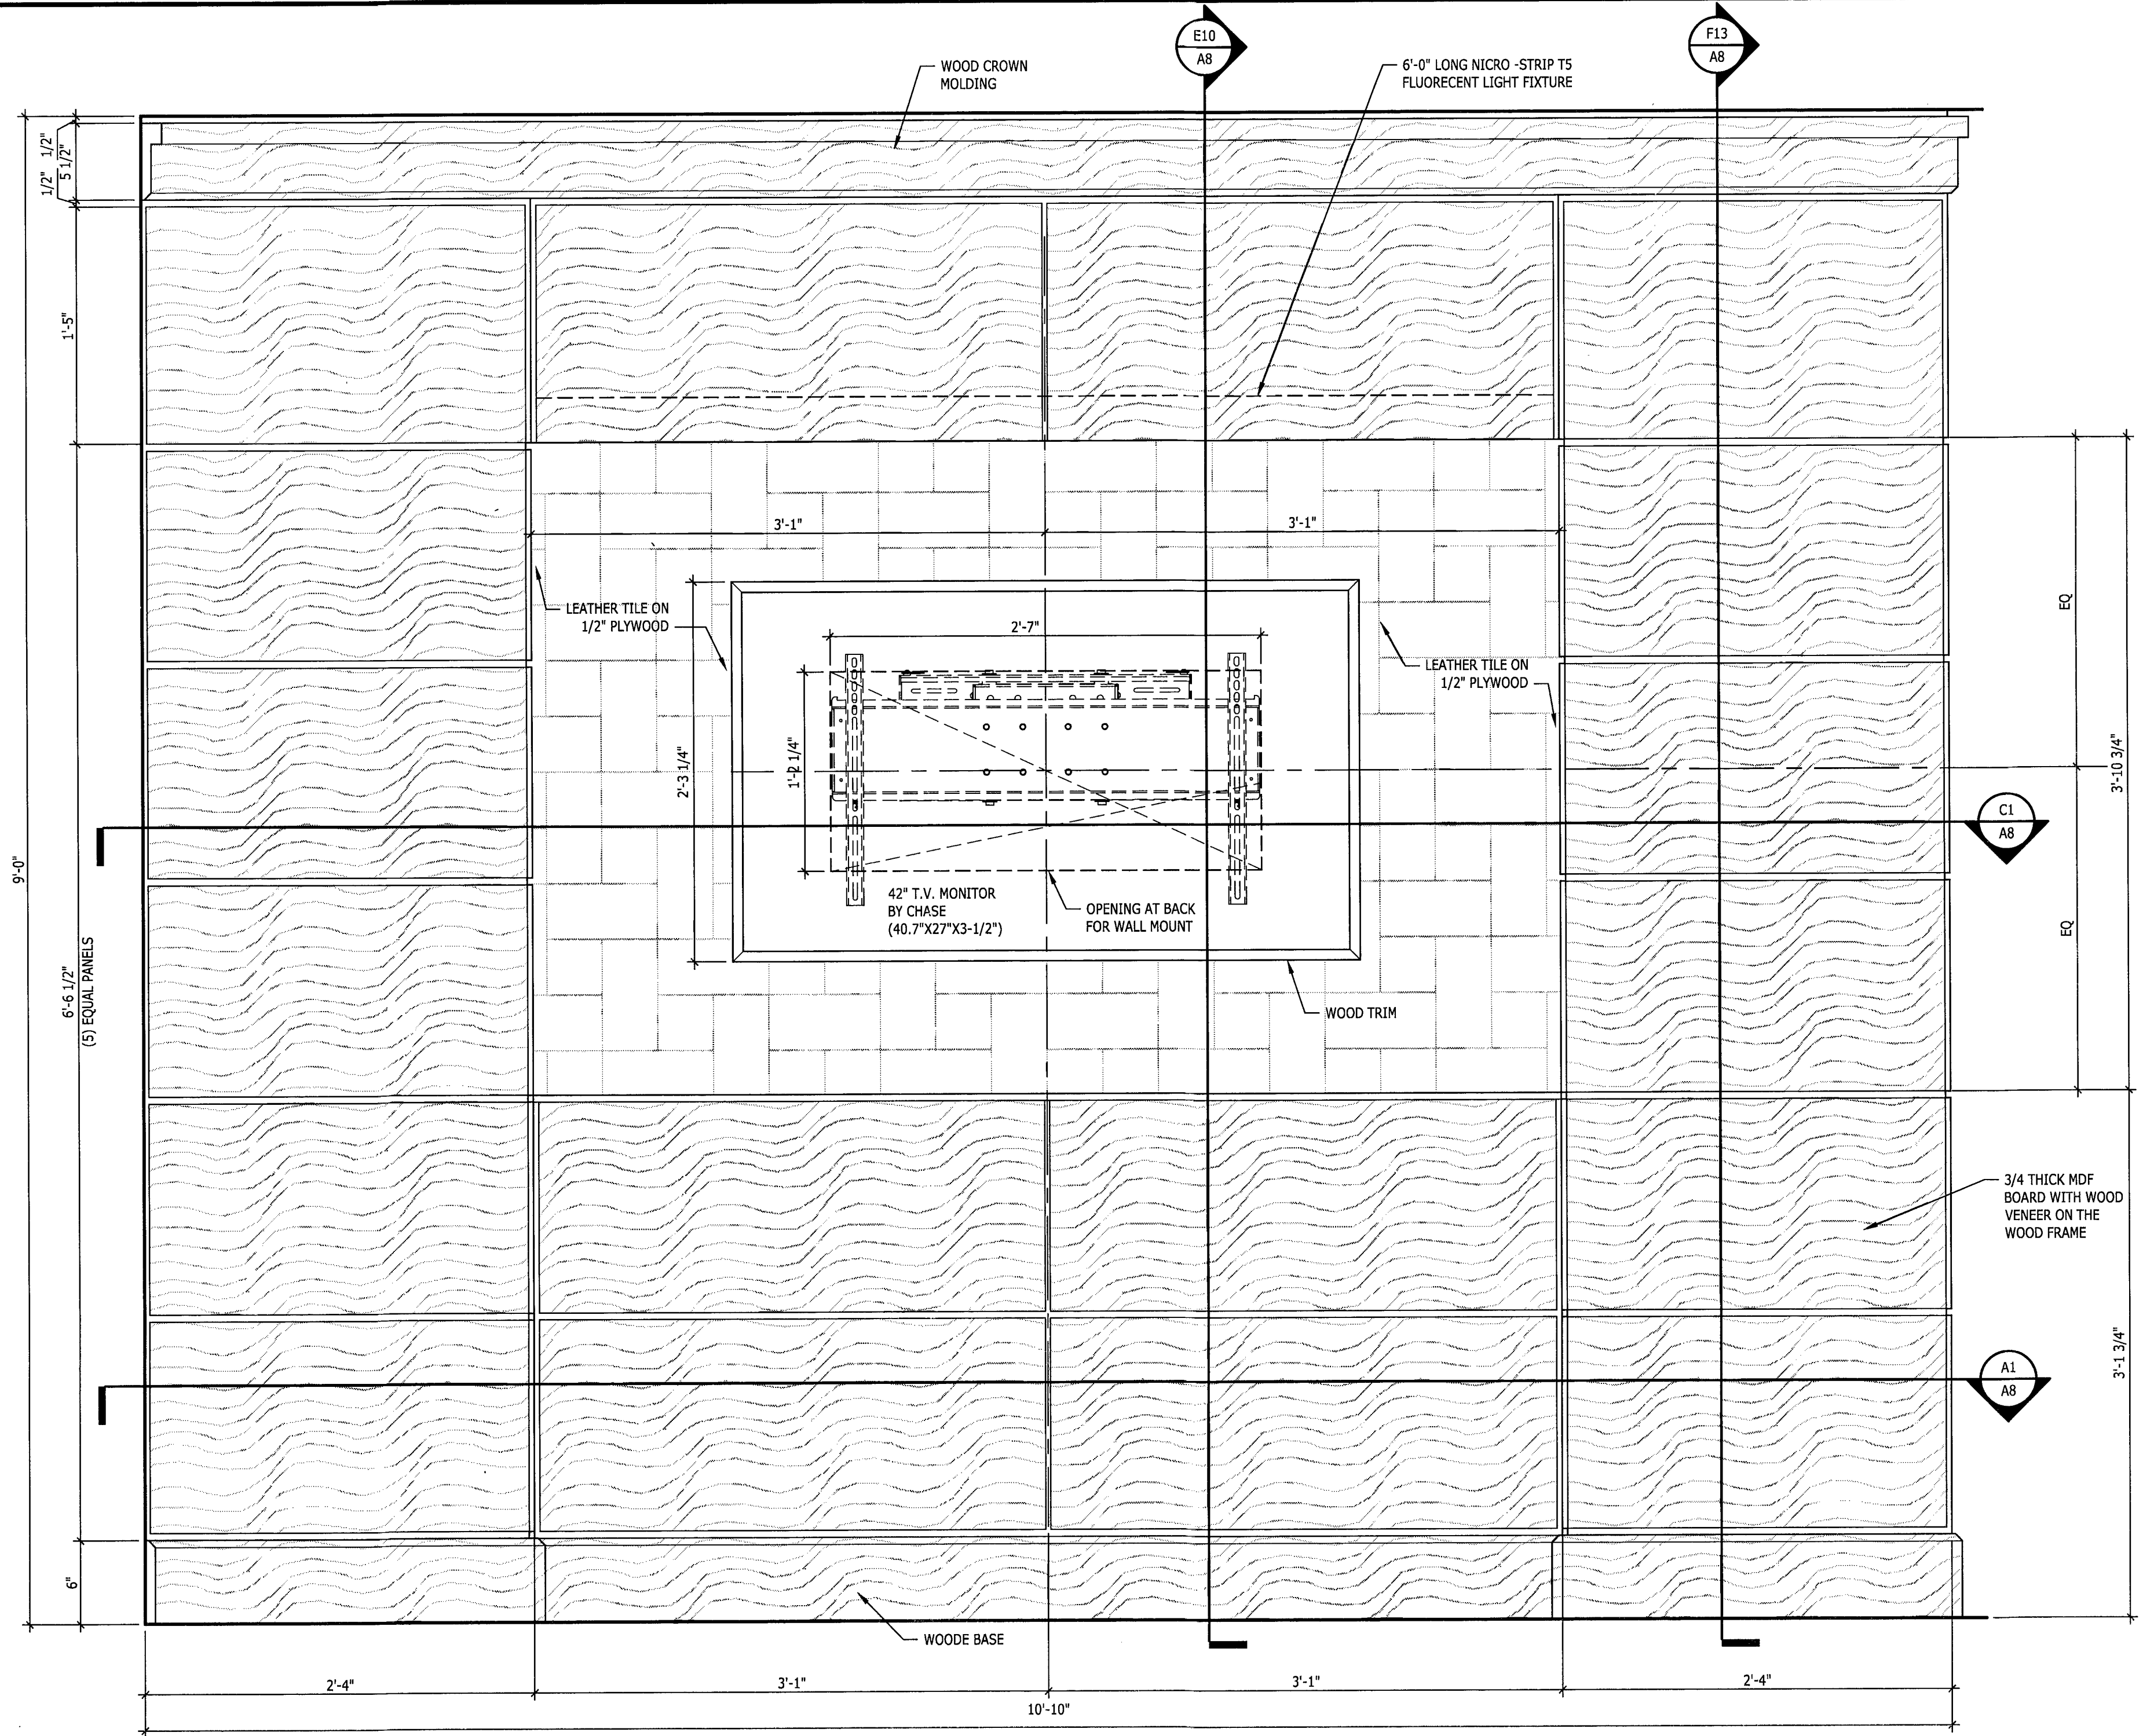 E10
A8
F13
A8
WOOD CROWN
MOLDING
6'-0" LONG NICRO -STRIP T5
FLUORECENT LIGHT FIXTURE
1/2" 1/2"
5 1/2"
1'-5"
3'-1"
3'-1"
LEATHER TILE ON
1/2" PLYWOOD
2'-7"
LEATHER TILE ON
1/2" PLYWOOD
EQ
2'-3 1/4"
1'-2 1/4"
3'-10 3/4"
C1
A8
9'-0"
42" T.V. MONITOR
BY CHASE
(40.7"X27"X3-1/2")
OPENING AT BACK
FOR WALL MOUNT
EQ
6'-6 1/2"
(5) EQUAL PANELS
WOOD TRIM
3/4 THICK MDF
BOARD WITH WOOD
VENEER ON THE
WOOD FRAME
3'-1 3/4"
A1
A8
6"
WOODE BASE
2'-4"
3'-1"
3'-1"
2'-4"
10'-10"